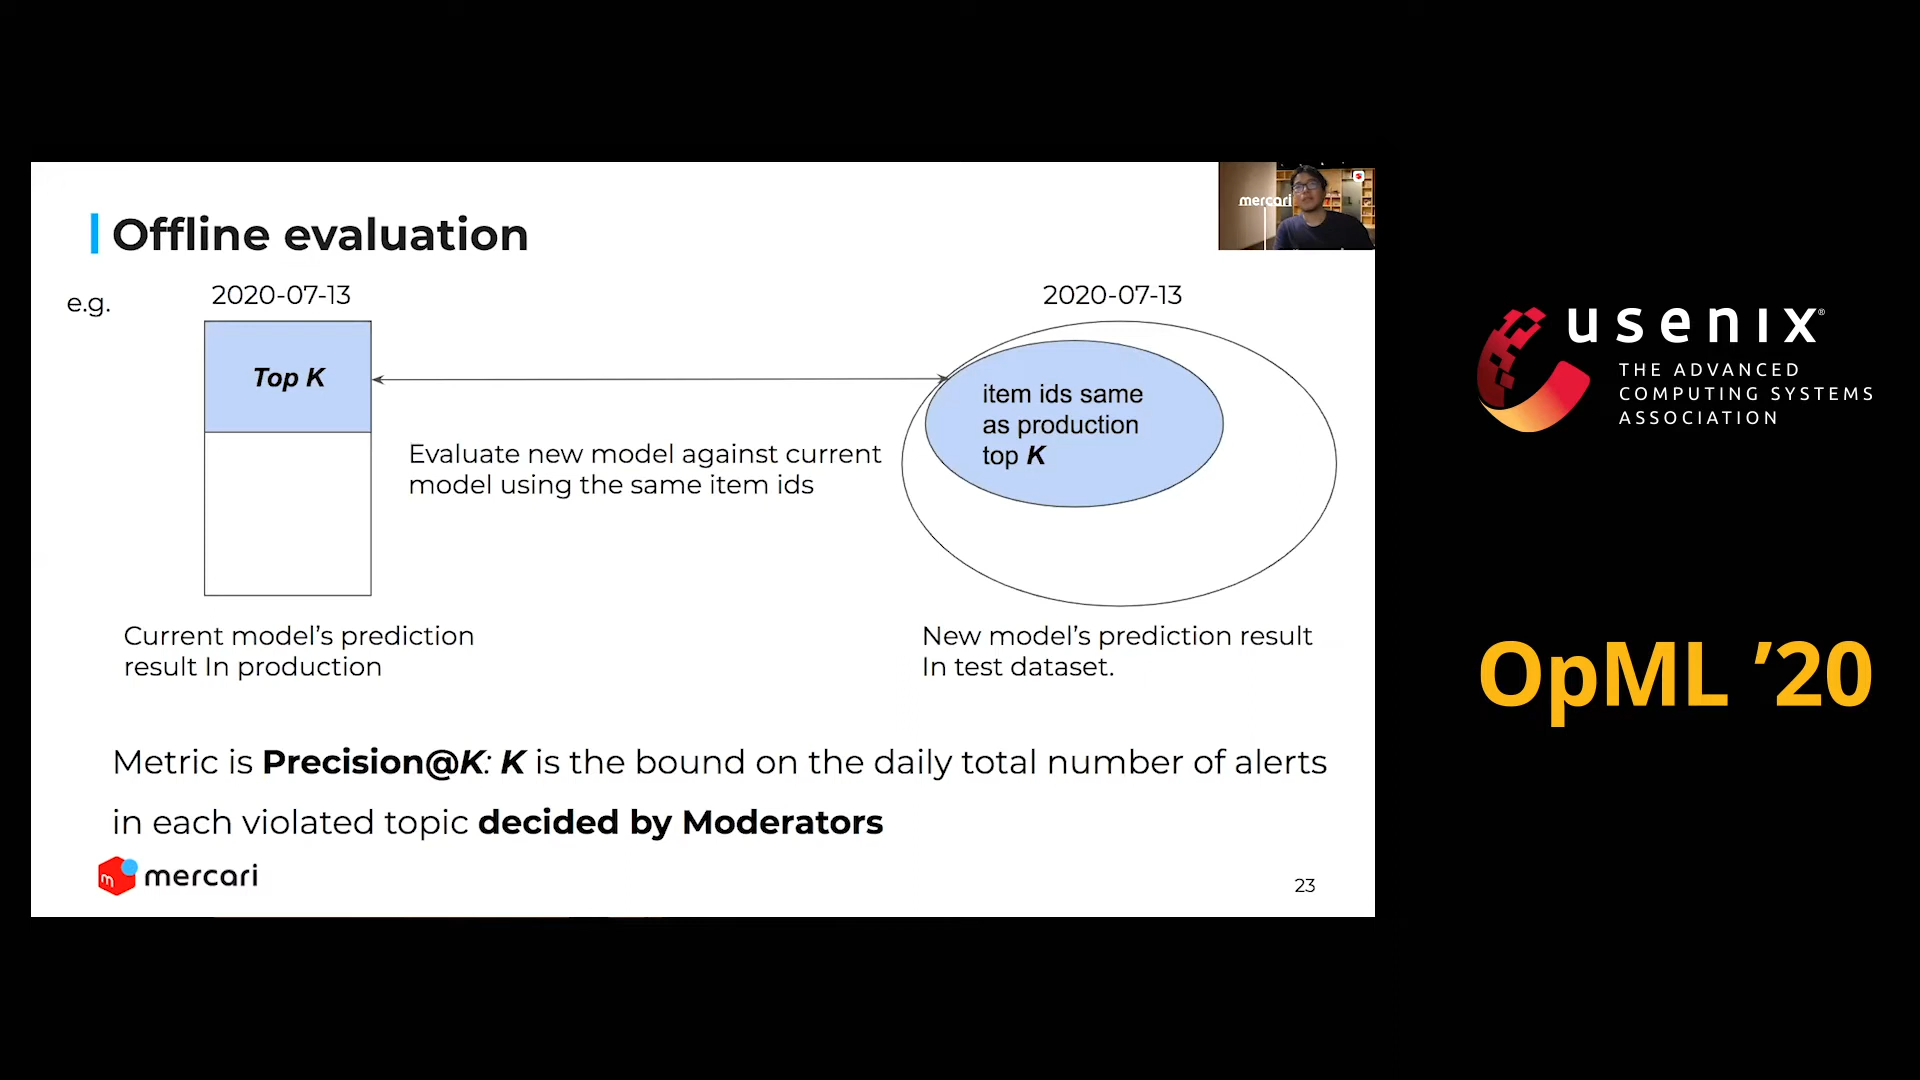 Offline evaluation
e.g.
2020-07-13
2020-07-13
Top K
item ids same
as production
top K
Evaluate new model against current
model using the same item ids
Current model’s prediction
result In production
New model’s prediction result
In test dataset.
Metric is Precision@K: K is the bound on the daily total number of alerts
in each violated topic decided by Moderators
m mercari
23
mercari
usenix®
THE ADVANCED
COMPUTING SYSTEMS
ASSOCIATION
OpML ’20